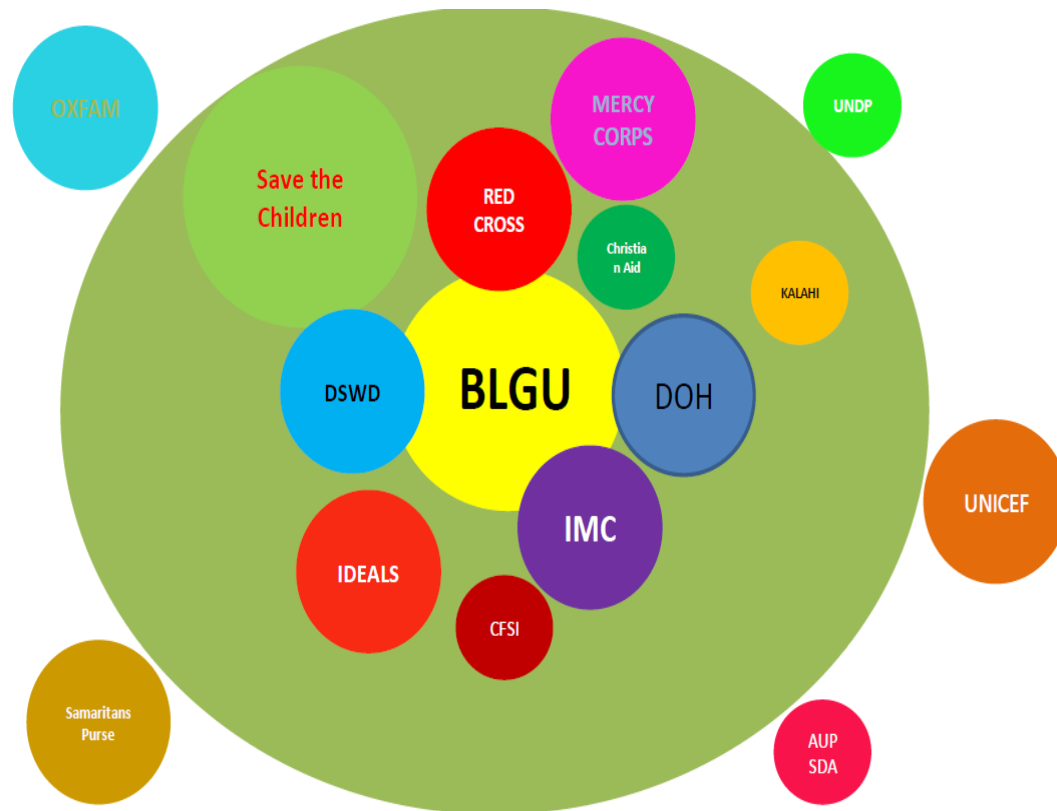 OXFAM
MERCY
CORPS
UNDP
Save the
Children
RED
CROSS
Christia
n Aid
KALAHI
DSWD
BLGU
DOH
UNICEF
IMC
IDEALS
CFSI
Samaritans
Purse
AUP
SDA